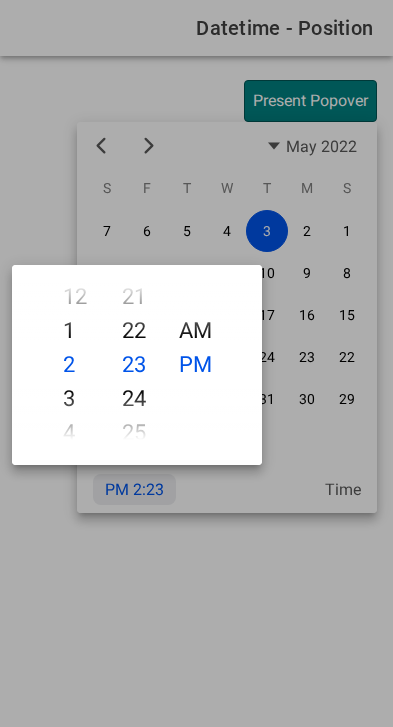 Datetime - Position
Present Popover
May 2022
S F T W T M S
7 6 5 4 3 2 1
10 9 8
17 16 15
24 23 22
31 30 29
12 21
1 22 AM
2 23 PM
3 24
4 25
PM 2:23 Time